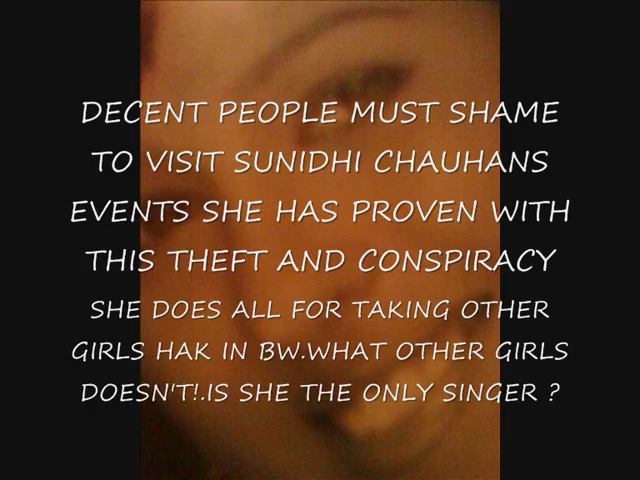 DECENT PEOPLE MUST SHAME
TO VISIT SUNIDHI CHAUHANS
EVENTS SHE HAS PROVEN WITH
THIS THEFT AND CONSPIRACY
SHE DOES ALL FOR TAKING OTHER
GIRLS HAK IN BW.WHAT OTHER GIRLS
DOESN'T!.IS SHE THE ONLY SINGER ?